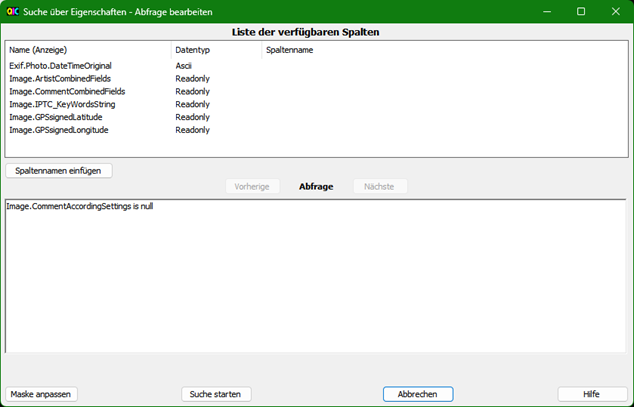 Suche über Eigenschaften - Abfrage bearbeiten
Liste der verfügbaren Spalten
Name (Anzeige) Datentyp Spaltenname
Exif.Photo.DateTimeOriginal Ascii
Image.ArtistCombinedFields Readonly
Image.CommentCombinedFields Readonly
Image.IPTC_KeyWordsString Readonly
Image.GPSsignedLatitude Readonly
Image.GPSsignedLongitude Readonly
Spaltennamen einfügen
Vorherige Abfrage Nächste
Image.CommentAccordingSettings is null
Maske anpassen Suche starten Abbrechen Hilfe